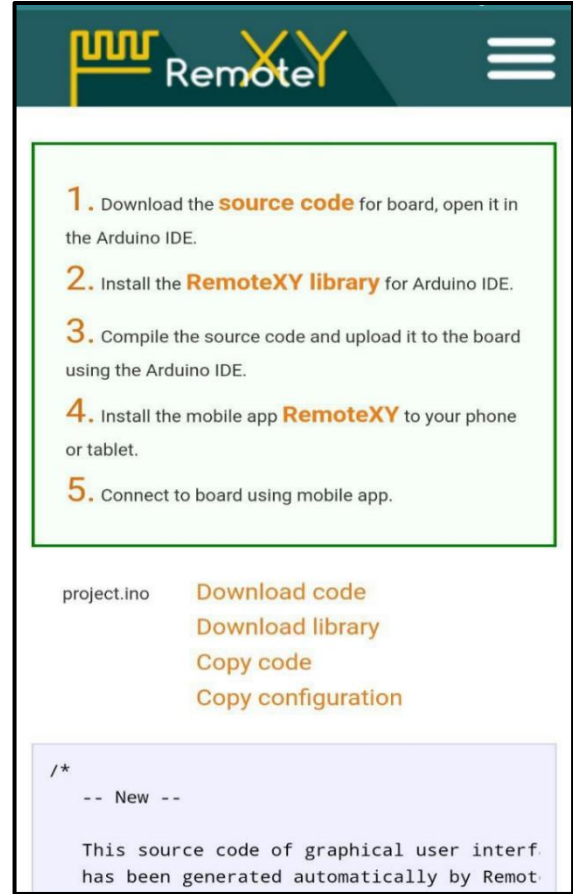 RemoteXY
1. Download the source code for board, open it in
the Arduino IDE.
2. Install the RemoteXY library for Arduino IDE.
3. Compile the source code and upload it to the board
using the Arduino IDE.
4. Install the mobile app RemoteXY to your phone
or tablet.
5. Connect to board using mobile app.
project.ino Download code
Download library
Copy code
Copy configuration
/*
-- New --
This source code of graphical user interf
has been generated automatically by Remot